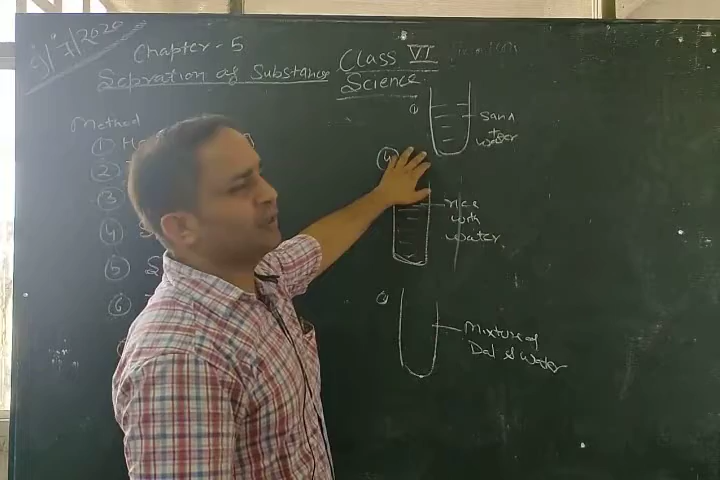 9/7/2020
Chapter-5
Sepration of Substance
Class VI
Science
Method
① H
②
③
④ S
⑤ S
⑥
Sand
+
water
rice
with
water
Mixture of
Dal & water